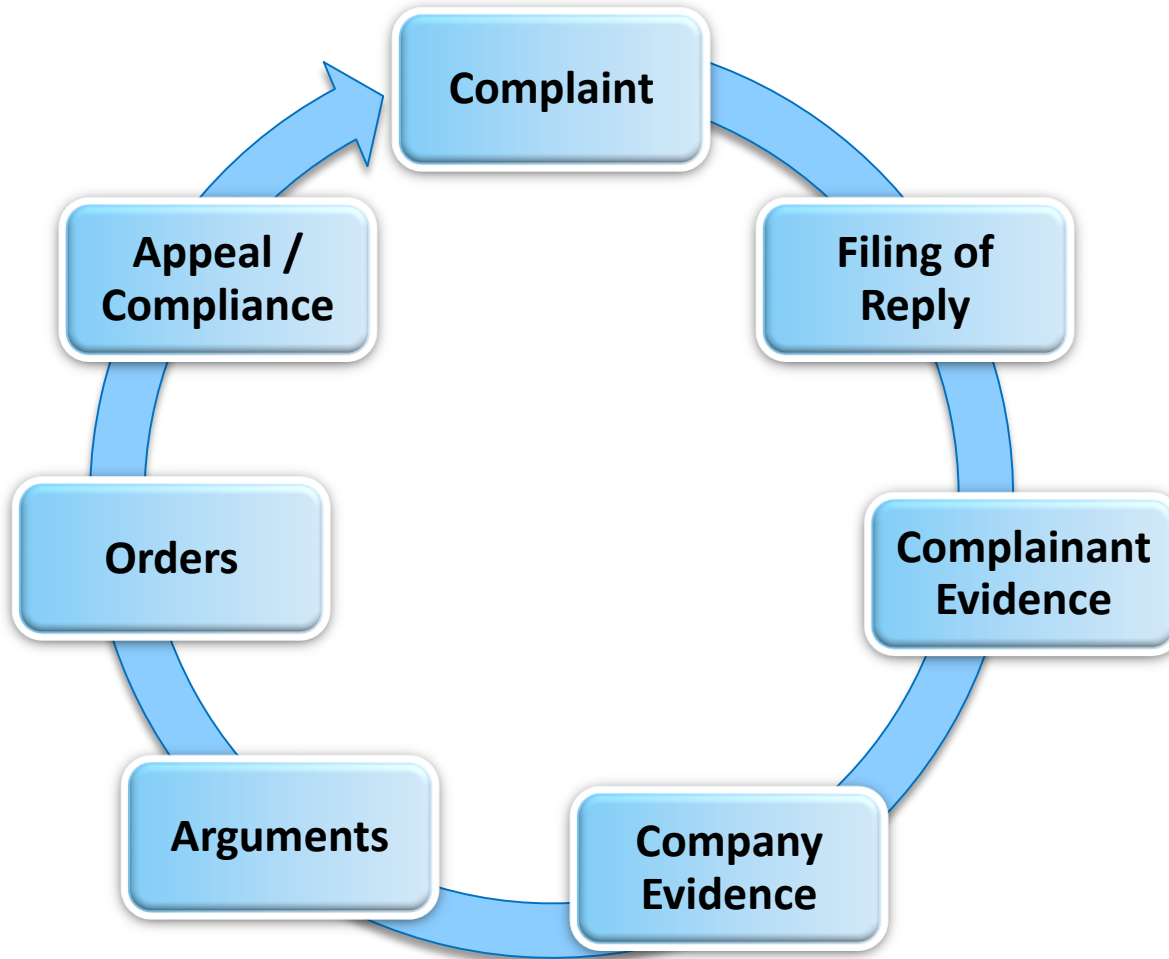 Complaint
Filing of
Reply
Complainant
Evidence
Company
Evidence
Arguments
Orders
Appeal /
Compliance